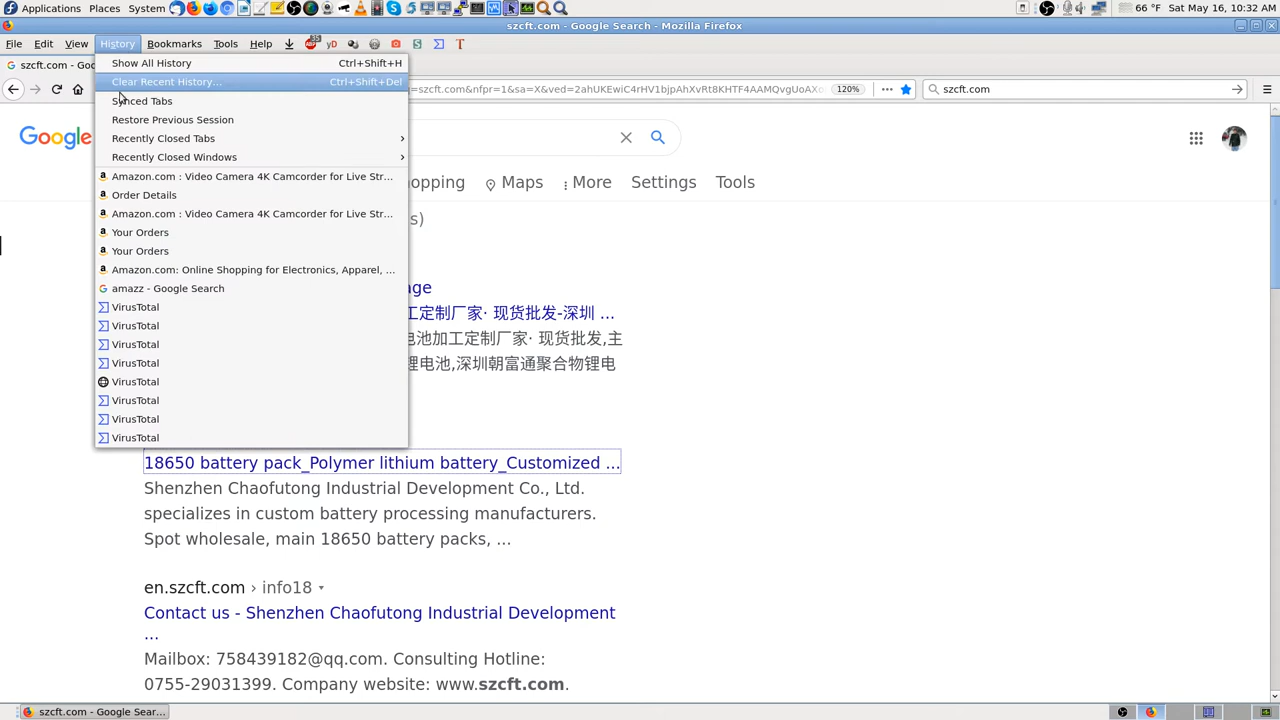 Applications Places System 66 °F Sat May 16, 10:32 AM
szcft.com - Google Search - Mozilla Firefox
File Edit View History Bookmarks Tools Help
szcft.com - Goo
Show All History Ctrl+Shift+H
Clear Recent History... Ctrl+Shift+Del
=szcft.com&nfpr=1&sa=X&ved=2ahUKEwiC4rHV1bjpAhXvRt8KHTF4AAMQvgUoAXo 120% szcft.com
Synced Tabs
Restore Previous Session
Google
Recently Closed Tabs
Recently Closed Windows
Amazon.com : Video Camera 4K Camcorder for Live Str...
opping Maps More Settings Tools
Order Details
Amazon.com : Video Camera 4K Camcorder for Live Str...
s)
Your Orders
Your Orders
Amazon.com: Online Shopping for Electronics, Apparel, ...
amazz - Google Search
age
VirusTotal
工定制厂家· 现货批发-深圳 ...
VirusTotal
电池加工定制厂家· 现货批发,主
VirusTotal
锂电池,深圳朝富通聚合物锂电
VirusTotal
VirusTotal
VirusTotal
VirusTotal
VirusTotal
18650 battery pack_Polymer lithium battery_Customized ...
Shenzhen Chaofutong Industrial Development Co., Ltd.
specializes in custom battery processing manufacturers.
Spot wholesale, main 18650 battery packs, ...
en.szcft.com › info18
Contact us - Shenzhen Chaofutong Industrial Development
...
Mailbox: 758439182@qq.com. Consulting Hotline:
0755-29031399. Company website: www.szcft.com.
szcft.com - Google Sear...